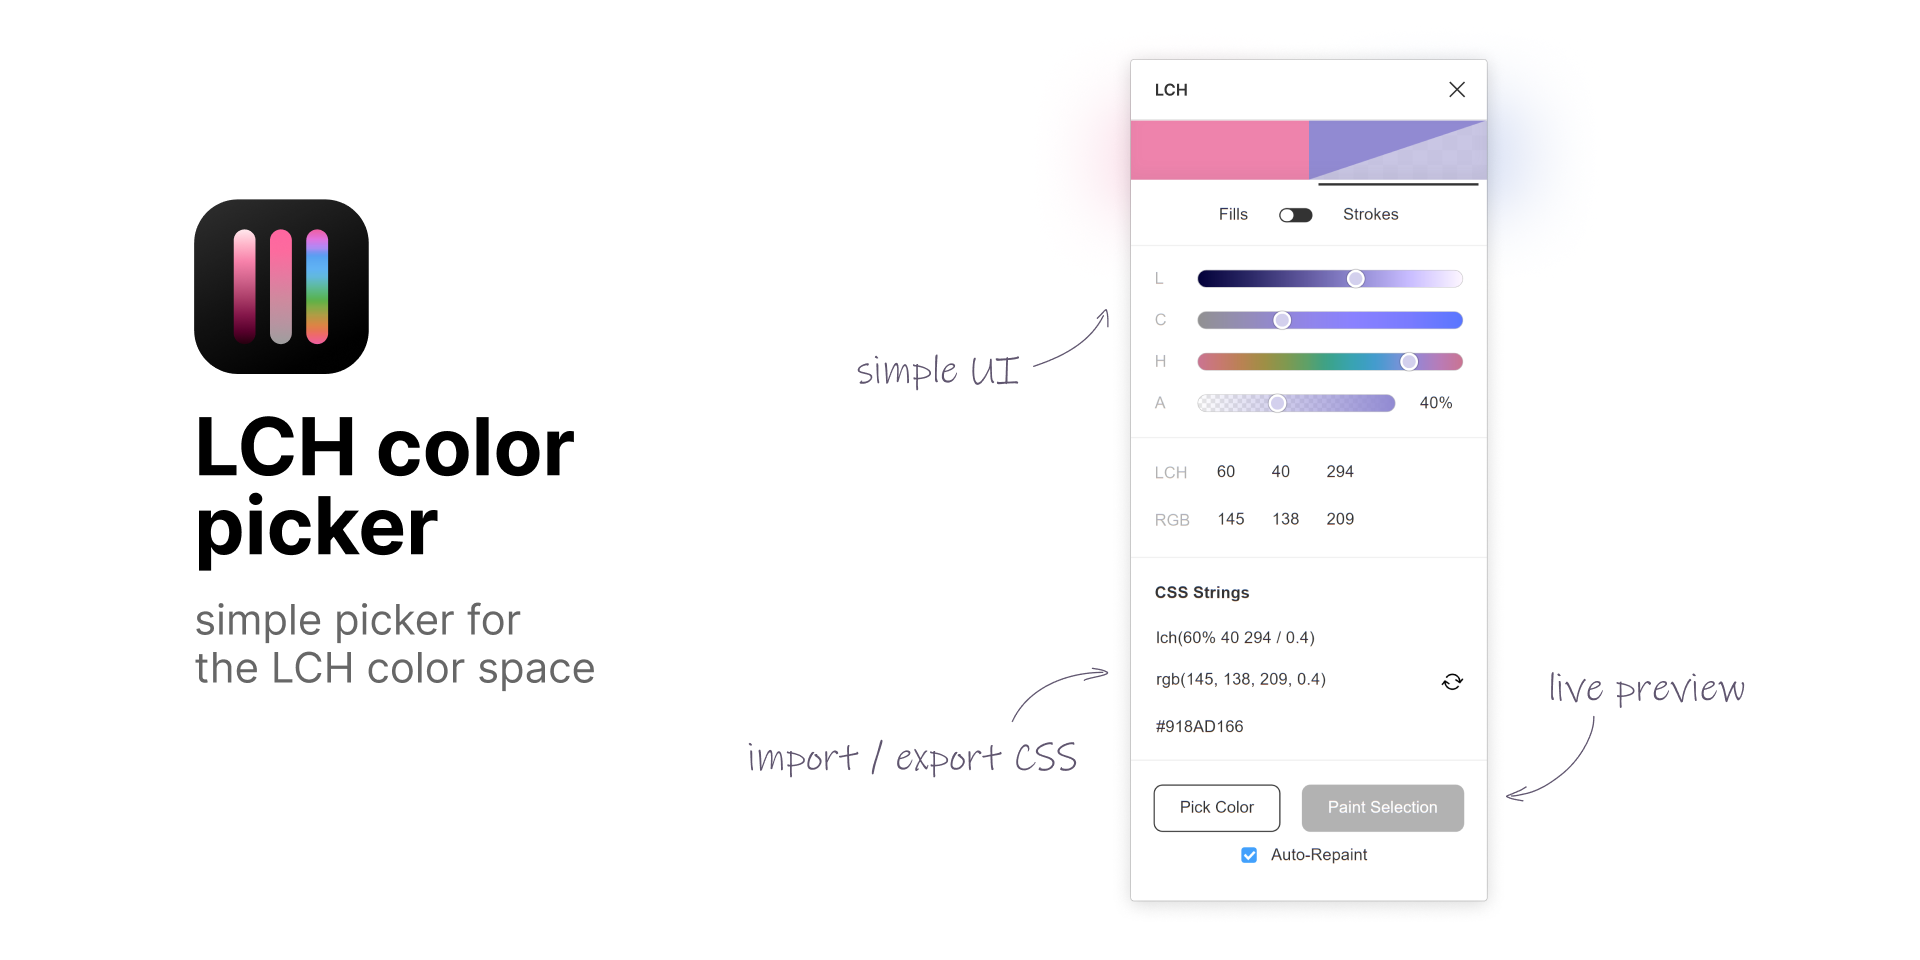 LCH color
picker
simple picker for
the LCH color space
simple UI
import / export CSS
live preview
LCH
Fills Strokes
L
C
H
A 40%
LCH 60 40 294
RGB 145 138 209
CSS Strings
lch(60% 40 294 / 0.4)
rgb(145, 138, 209, 0.4)
#918AD166
Pick Color Paint Selection
Auto-Repaint